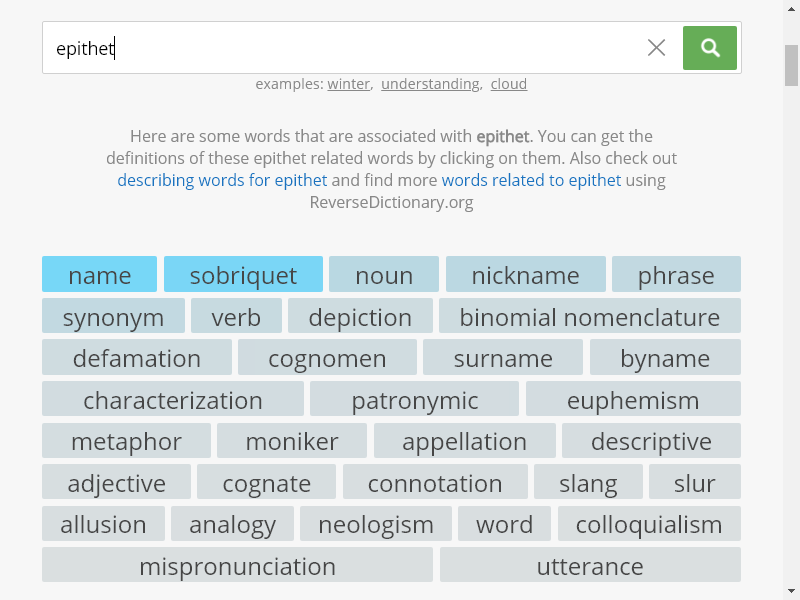 epithet
examples: winter, understanding, cloud
Here are some words that are associated with epithet. You can get the
definitions of these epithet related words by clicking on them. Also check out
describing words for epithet and find more words related to epithet using
ReverseDictionary.org
name sobriquet noun nickname phrase
synonym verb depiction binomial nomenclature
defamation cognomen surname byname
characterization patronymic euphemism
metaphor moniker appellation descriptive
adjective cognate connotation slang slur
allusion analogy neologism word colloquialism
mispronunciation utterance